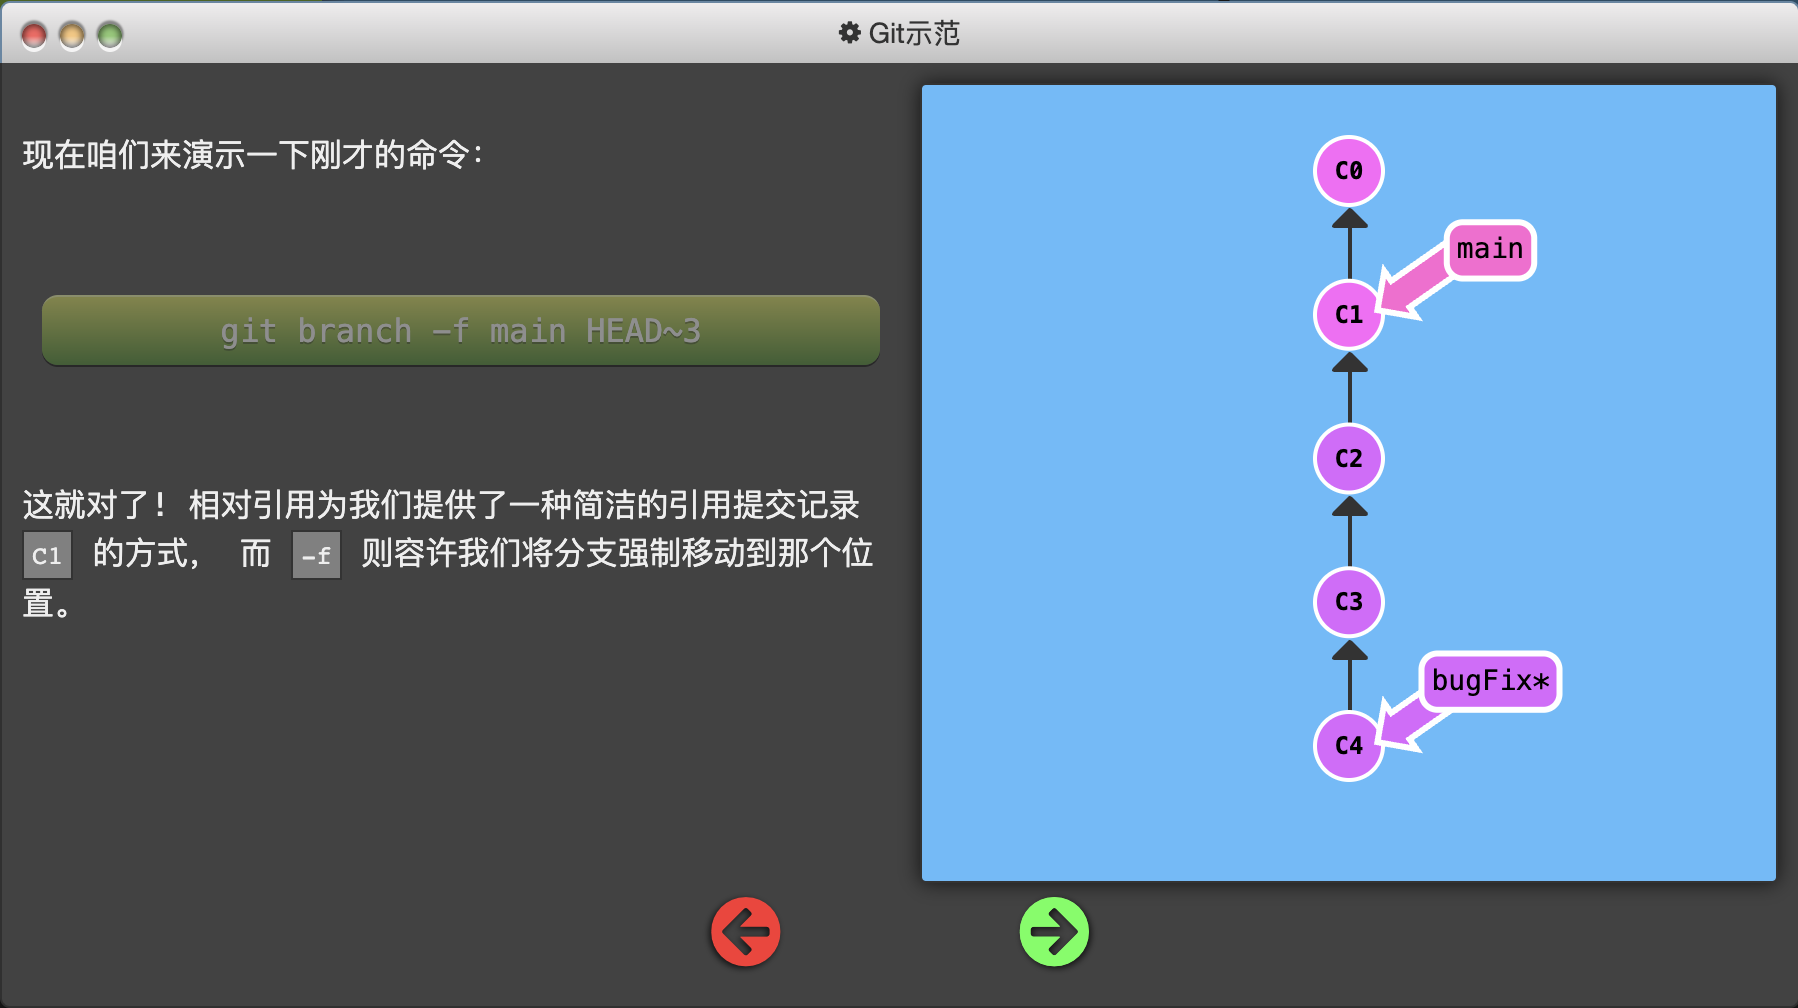 Git示范
现在咱们来演示一下刚才的命令：
git branch -f main HEAD~3
这就对了！相对引用为我们提供了一种简洁的引用提交记录
C1 的方式， 而 -f 则容许我们将分支强制移动到那个位
置。
C0
main
C1
C2
C3
bugFix*
C4